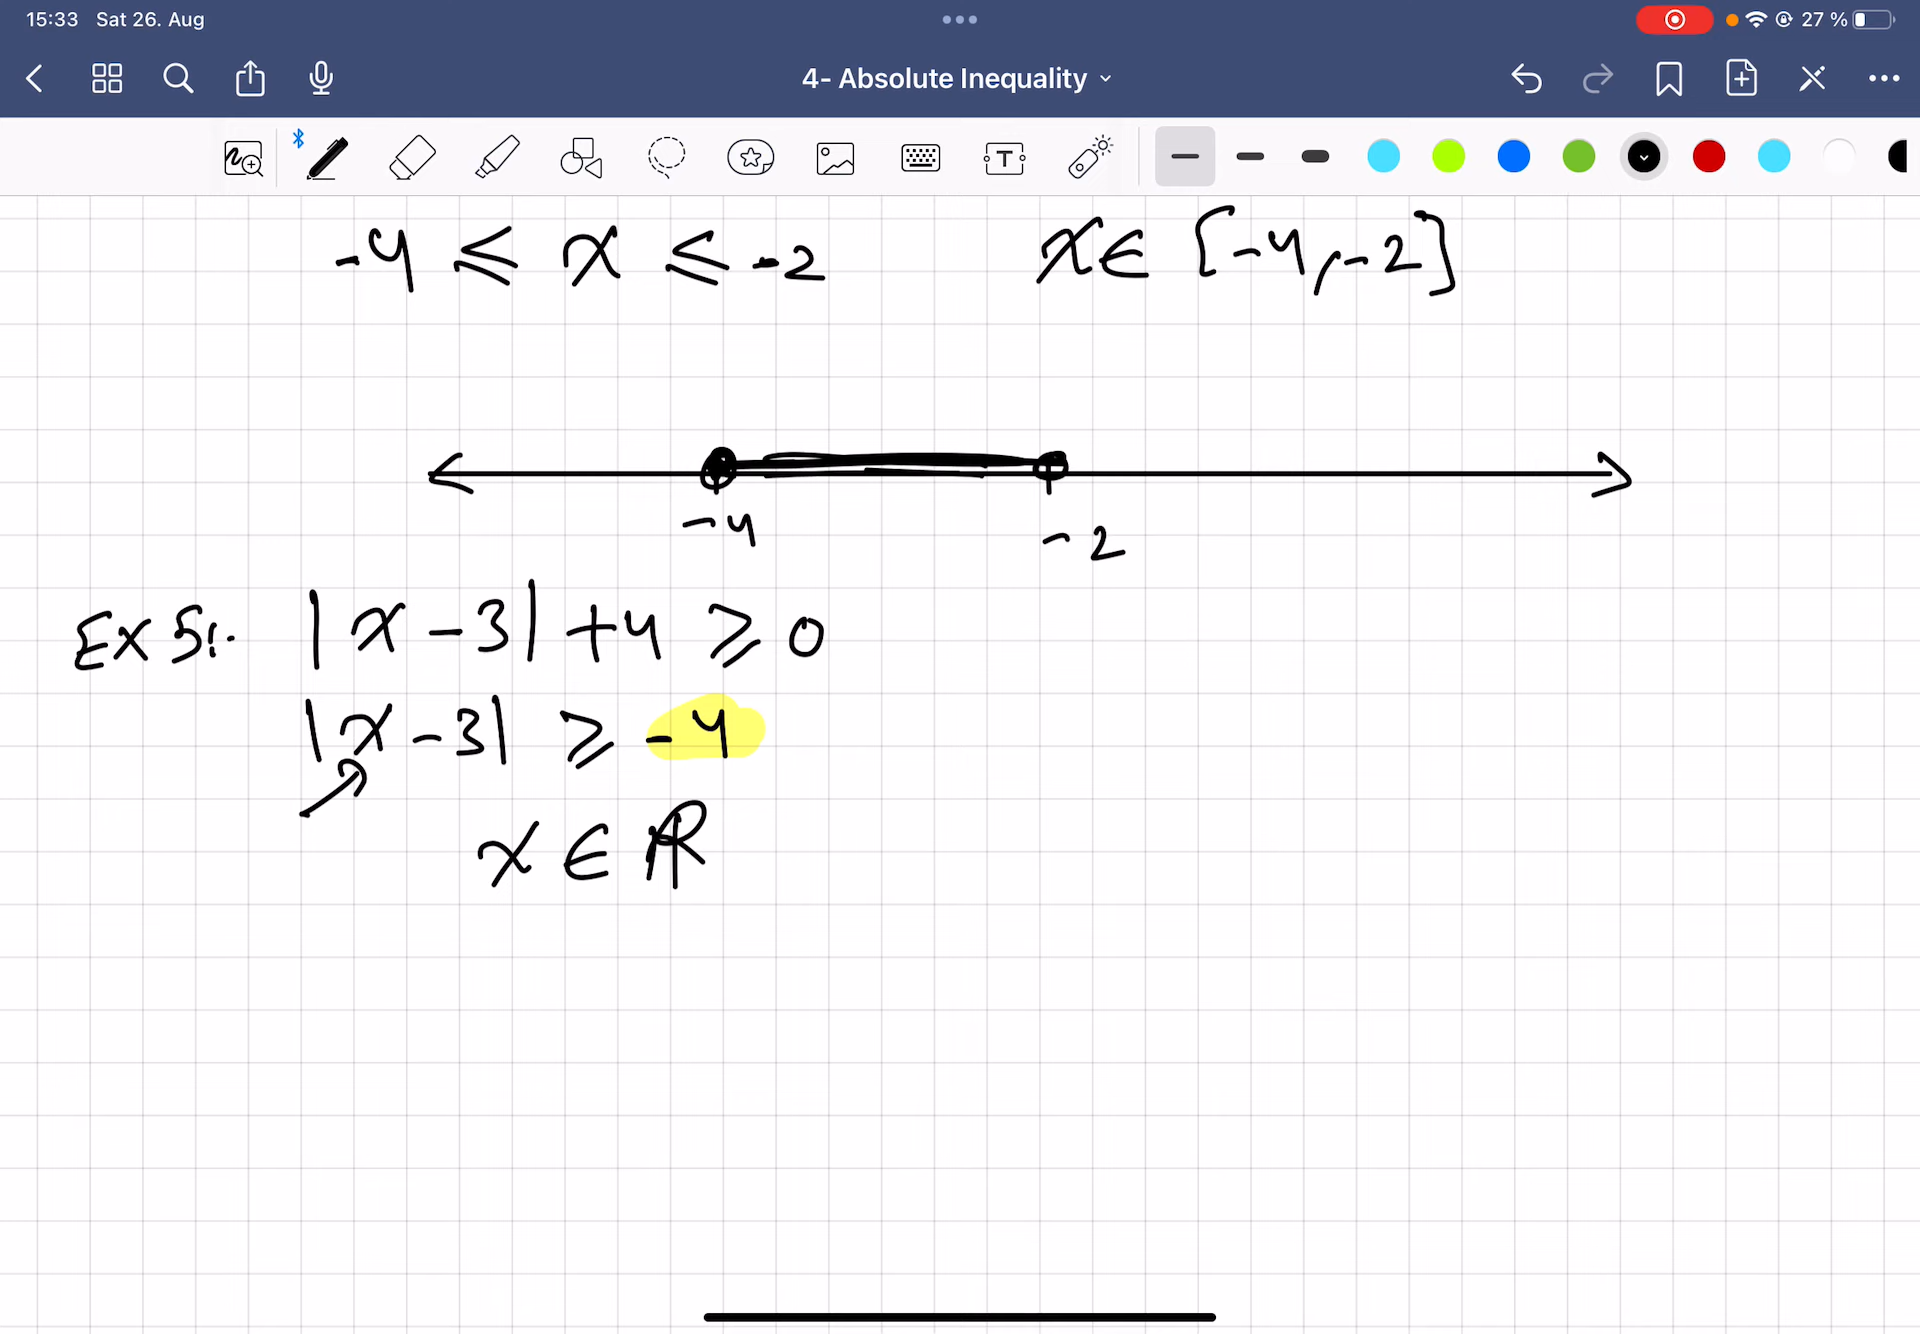 15:33 Sat 26. Aug 27 %
4- Absolute Inequality
T
-4 ≤ x ≤ -2 x∈ [-4,-2]
-4 -2
Ex 5:- |x-3| +4 ≥ 0
|x-3| ≥ -4
x ∈ ℝ